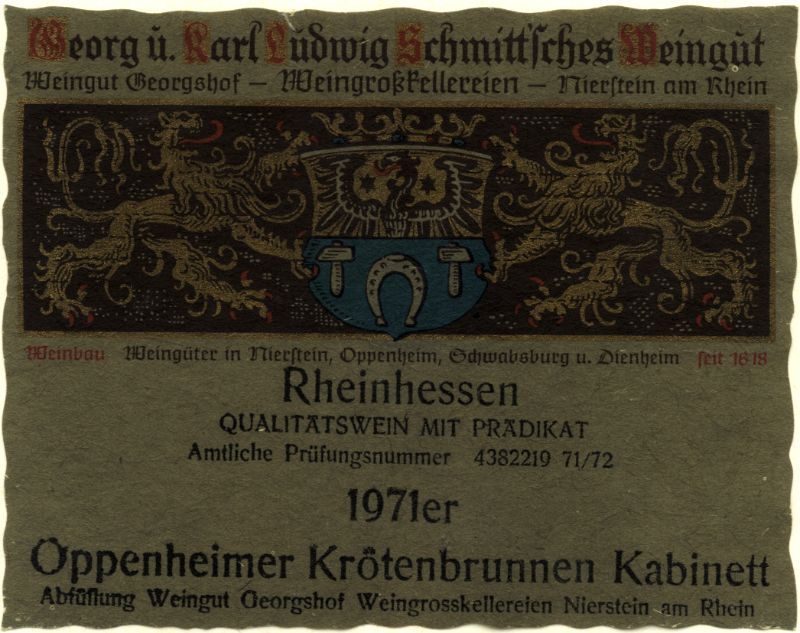 Georg ü. Karl Ludwig Schmitt'sches Weingut
Weingut Georgshof – Weingroßkellereien – Nierstein am Rhein
Weinbau Weingüter in Nierstein, Oppenheim, Schwabsburg u. Dienheim seit 1618
Rheinhessen
QUALITÄTSWEIN MIT PRÄDIKAT
Amtliche Prüfungsnummer 4382219 71/72
1971er
Oppenheimer Krötenbrunnen Kabinett
Abfüllung Weingut Georgshof Weingrosskellereien Nierstein am Rhein